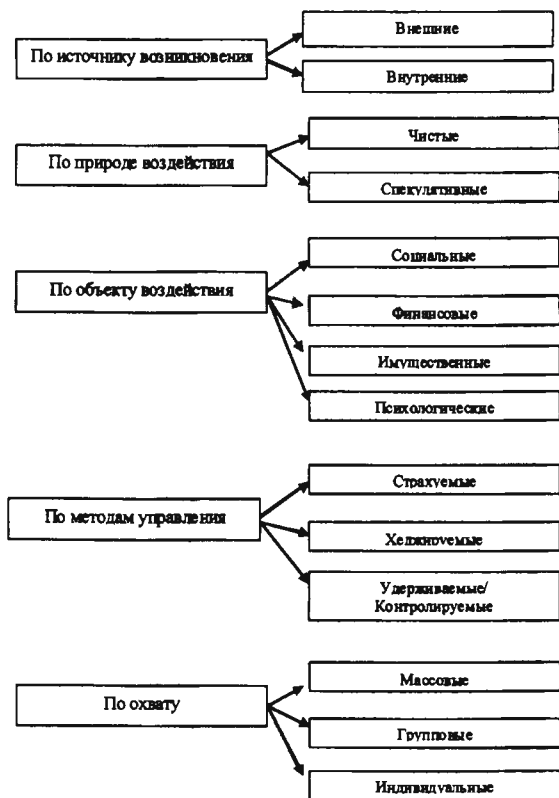 По источнику возникновения
Внешние
Внутренние
По природе воздействия
Чистые
Спекулятивные
По объекту воздействия
Социальные
Финансовые
Имущественные
Психологические
По методам управления
Страхуемые
Хеджируемые
Удерживаемые/
Контролируемые
По охвату
Массовые
Групповые
Индивидуальные